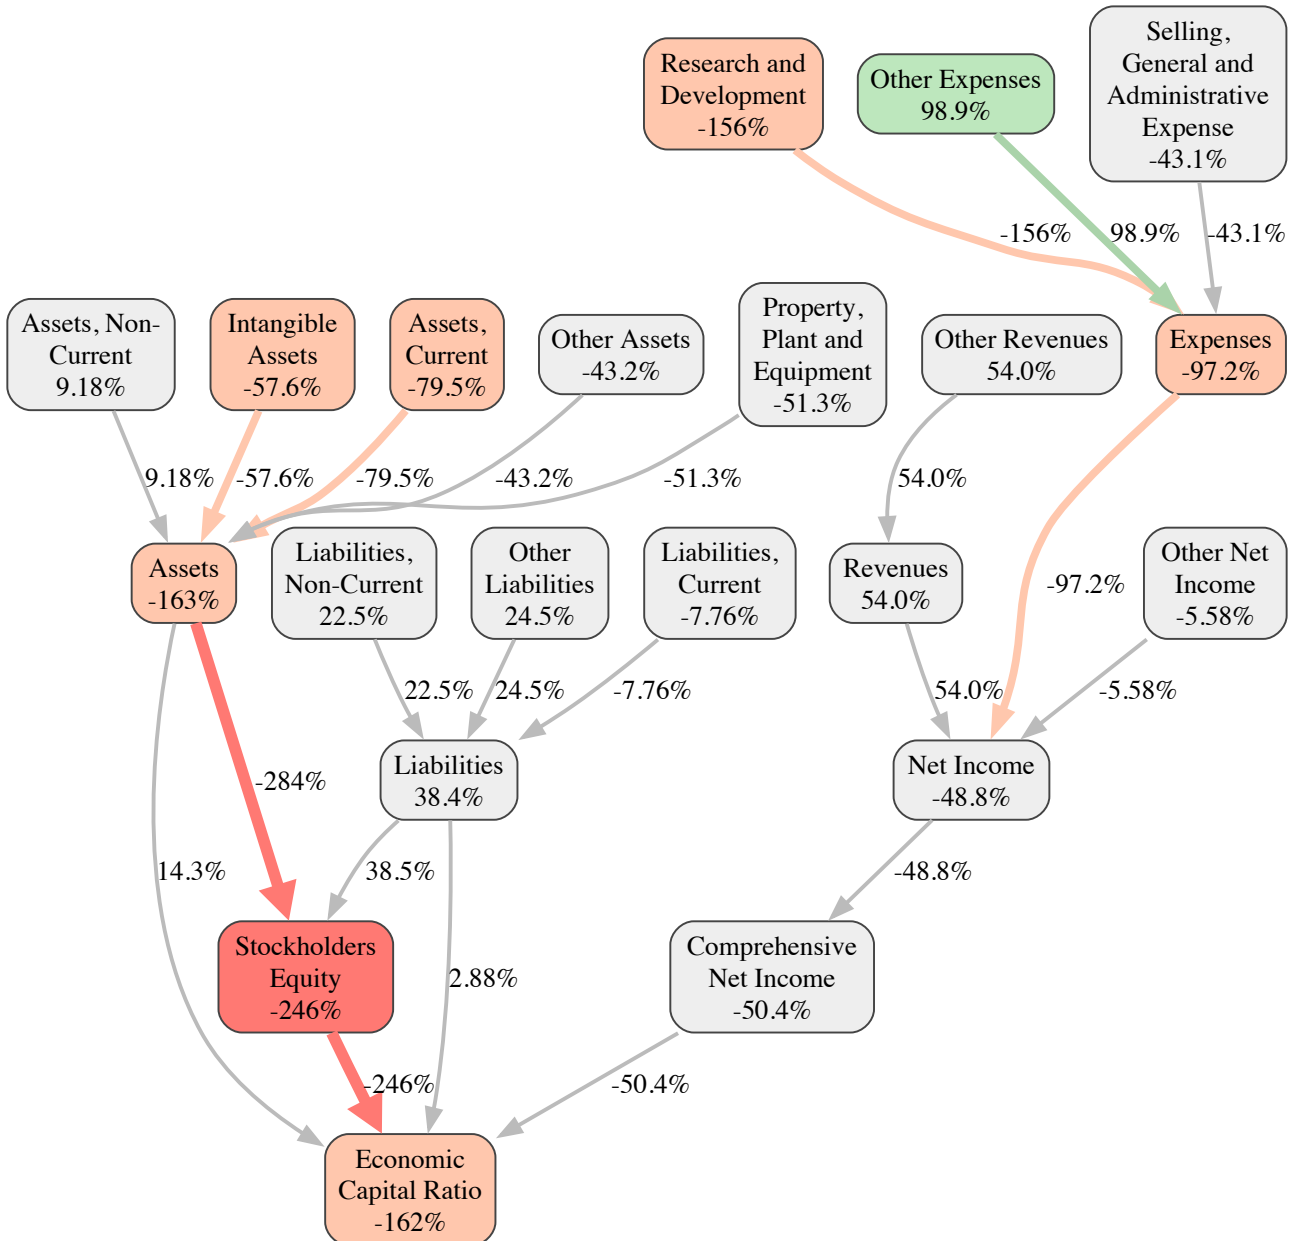 Selling,
General and
Administrative
Expense
-43.1%
Research and
Development
-156%
Other Expenses
98.9%
-156%
98.9%
-43.1%
Assets, Non-
Current
9.18%
Intangible
Assets
-57.6%
Assets,
Current
-79.5%
Other Assets
-43.2%
Property,
Plant and
Equipment
-51.3%
Other Revenues
54.0%
Expenses
-97.2%
9.18%
-57.6%
-79.5%
-43.2%
-51.3%
54.0%
-97.2%
Assets
-163%
Liabilities,
Non-Current
22.5%
Other
Liabilities
24.5%
Liabilities,
Current
-7.76%
Revenues
54.0%
Other Net
Income
-5.58%
22.5%
24.5%
-7.76%
54.0%
-5.58%
-284%
Liabilities
38.4%
Net Income
-48.8%
14.3%
38.5%
-48.8%
Stockholders
Equity
-246%
2.88%
Comprehensive
Net Income
-50.4%
-246%
-50.4%
Economic
Capital Ratio
-162%